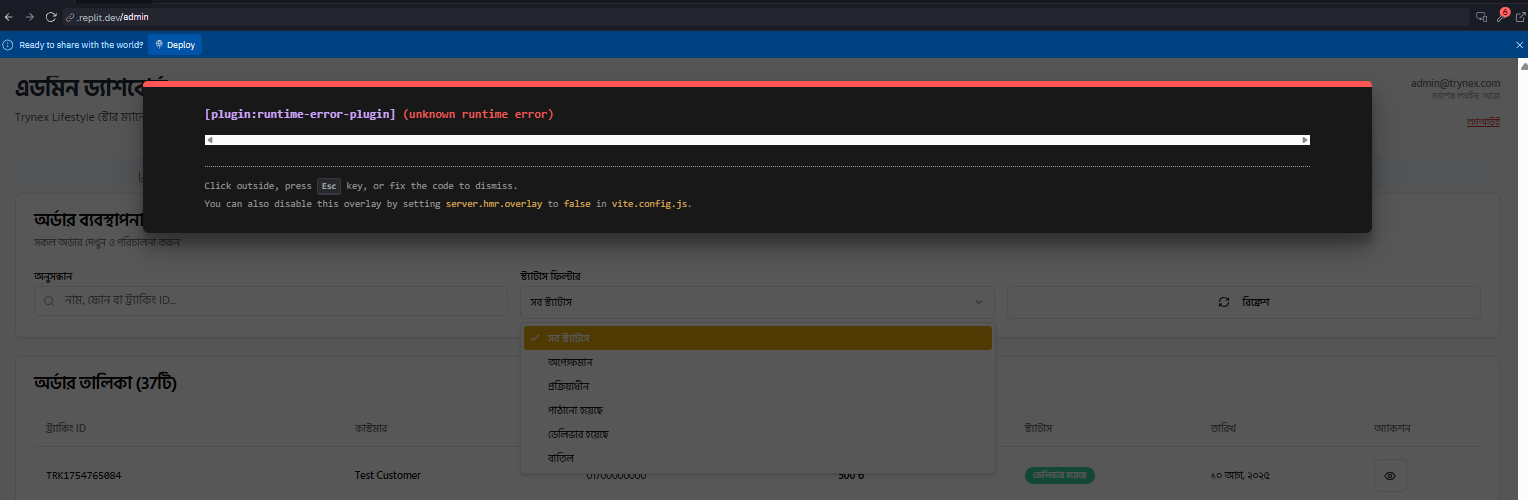 .replit.dev/admin
6
Ready to share with the world? Deploy
এডমিন ড্যাশবোর্ড
admin@trynex.com
Trynex Lifestyle স্টোর
লগআউট
[plugin:runtime-error-plugin] (unknown runtime error)
Click outside, press Esc key, or fix the code to dismiss.
You can also disable this overlay by setting server.hmr.overlay to false in vite.config.js.
অর্ডার ব্যবস্থাপনা
সকল অর্ডার দেখুন ও পরিচালনা করুন
অনুসন্ধান
স্ট্যাটাস ফিল্টার
নাম, ফোন বা ট্র্যাকিং ID...
সব স্ট্যাটাস
রিফ্রেশ
সব স্ট্যাটাস
অপেক্ষমান
প্রক্রিয়াধীন
পাঠানো হয়েছে
ডেলিভার হয়েছে
বাতিল
অর্ডার তালিকা (37টি)
ট্র্যাকিং ID কাস্টমার স্ট্যাটাস তারিখ অ্যাকশন
TRK1754765084 Test Customer 01700000000 500 ৳ ডেলিভার হয়েছে ১০ আগ, ২০২৫